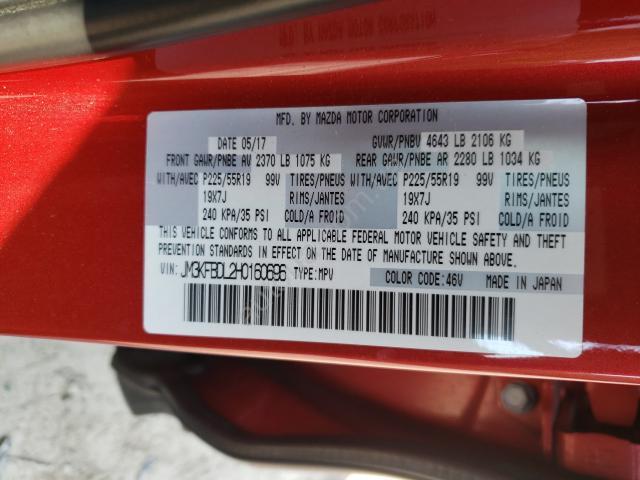 MFD. BY MAZDA MOTOR CORPORATION
DATE 05/17 GVWR/PNBV 4643 LB 2106 KG
FRONT GAWR/PNBE AV 2370 LB 1075 KG REAR GAWR/PNBE AR 2280 LB 1034 KG
WITH/AVEC P225/55R19 99V TIRES/PNEUS WITH/AVEC P225/55R19 99V TIRES/PNEUS
19X7J RIMS/JANTES 19X7J RIMS/JANTES
240 KPA/35 PSI COLD/A FROID 240 KPA/35 PSI COLD/A FROID
THIS VEHICLE CONFORMS TO ALL APPLICABLE FEDERAL MOTOR VEHICLE SAFETY AND THEFT
PREVENTION STANDARDS IN EFFECT ON THE DATE OF MANUFACTURE SHOWN ABOVE.
VIN: JM3KFBDL2H0160696 TYPE:MPV COLOR CODE:46V MADE IN JAPAN